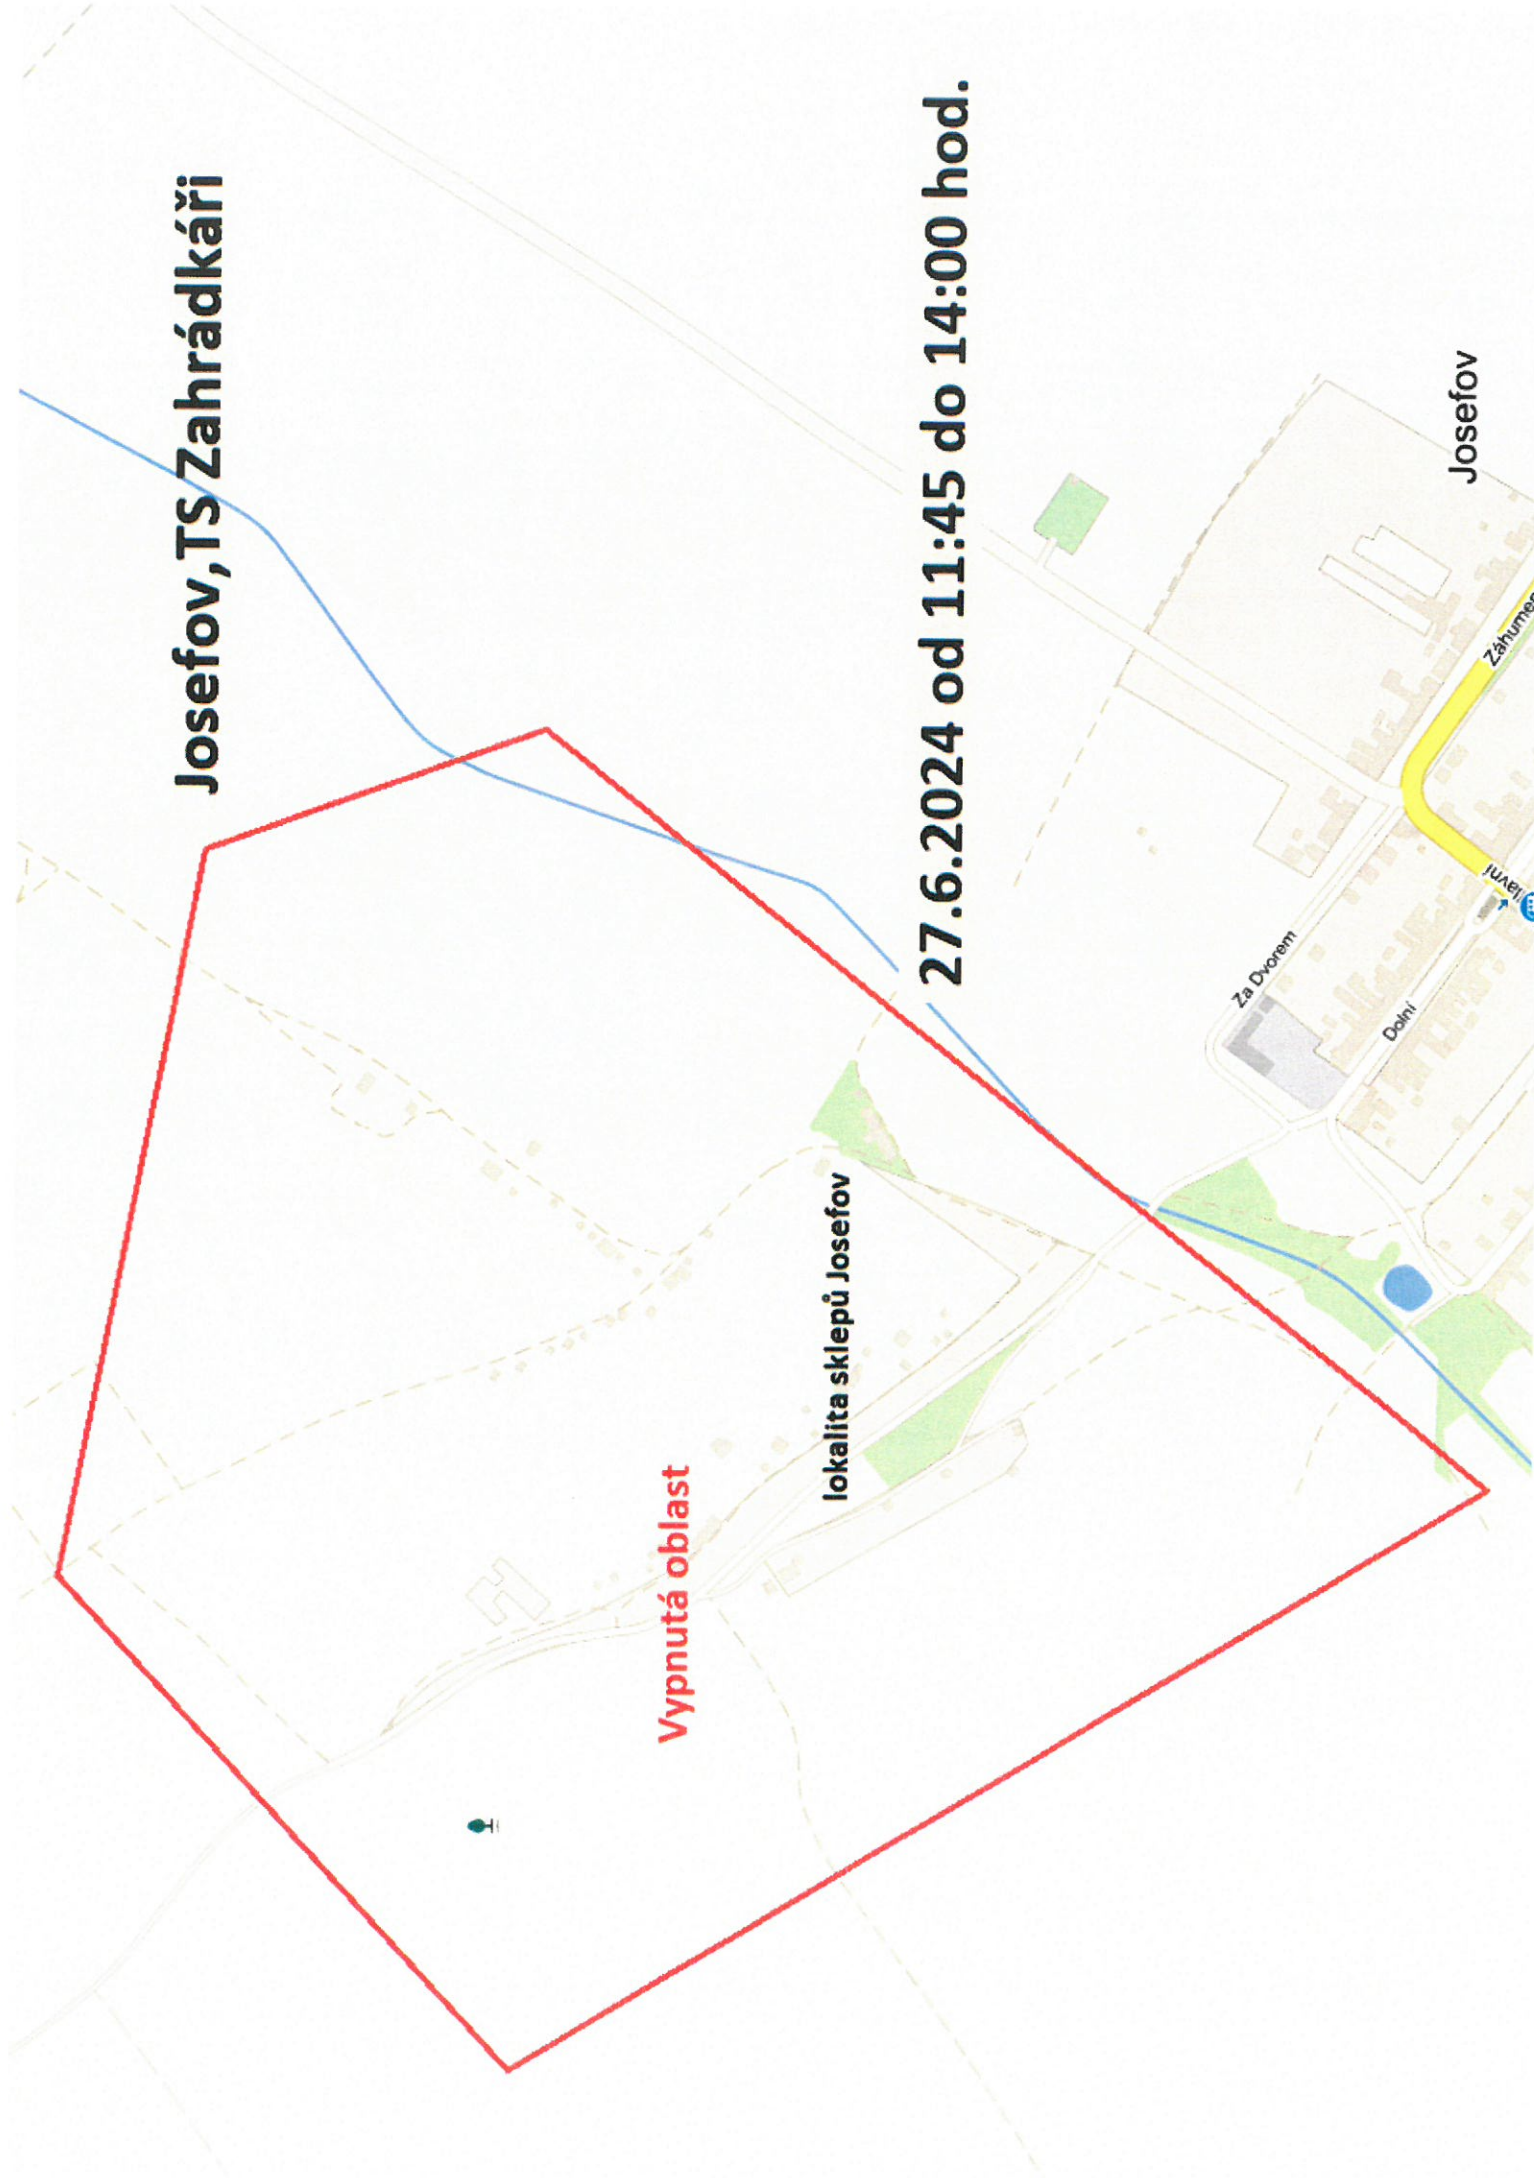 Josefov,TS Zahrádkáři
Vypnutá oblast
lokalita sklepů Josefov
27.6.2024 od 11:45 do 14:00 hod.
Za Dvorem
Dolní
Josefov